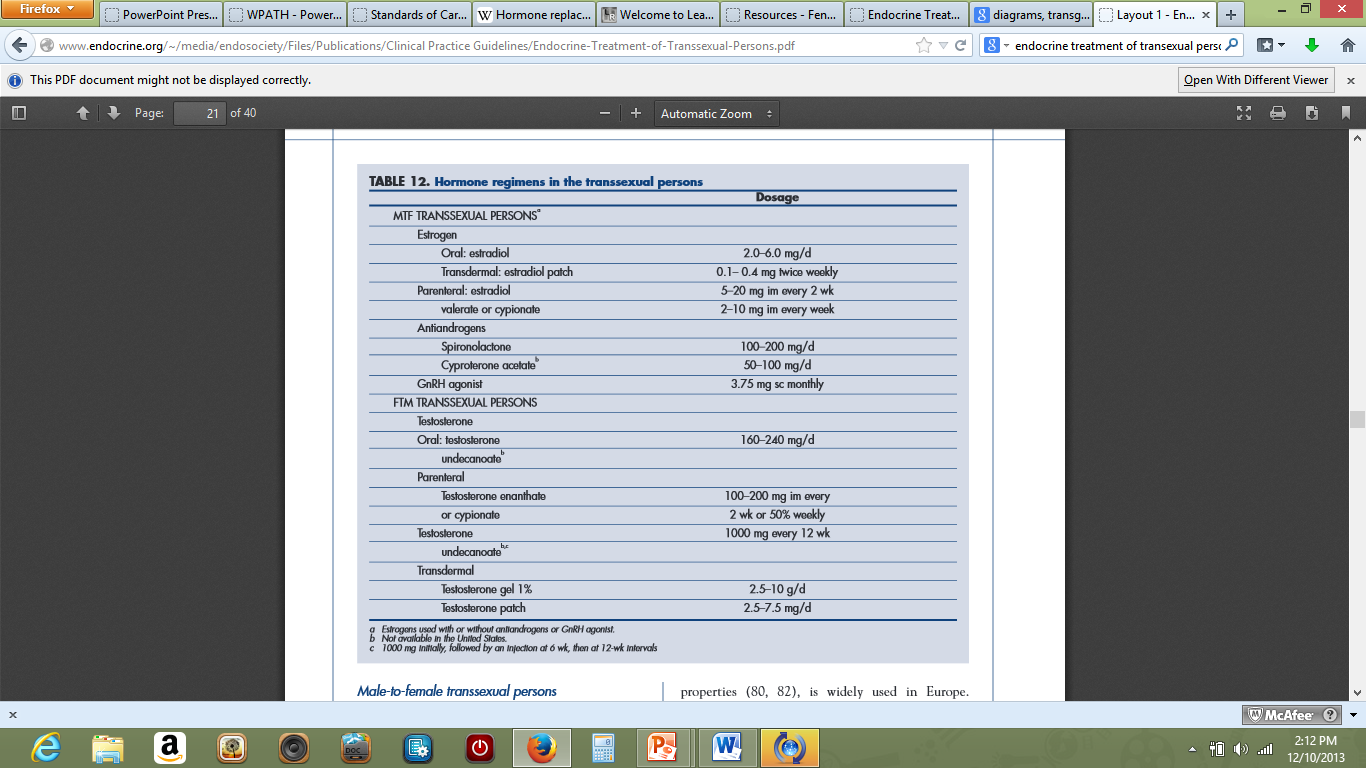 Firefox
PowerPoint Pres...
WPATH - Power...
Standards of Car...
W Hormone replac...
Welcome to Lea...
Resources - Fen...
Endocrine Treat...
diagrams, transg...
Layout 1 - En...
www.endocrine.org/~/media/endosociety/Files/Publications/Clinical Practice Guidelines/Endocrine-Treatment-of-Transsexual-Persons.pdf
endocrine treatment of transexual perso
This PDF document might not be displayed correctly.
Open With Different Viewer
Page: 21 of 40
Automatic Zoom
TABLE 12. Hormone regimens in the transsexual persons
Dosage
MTF TRANSSEXUAL PERSONSa
Estrogen
Oral: estradiol 2.0–6.0 mg/d
Transdermal: estradiol patch 0.1– 0.4 mg twice weekly
Parenteral: estradiol 5–20 mg im every 2 wk
valerate or cypionate 2–10 mg im every week
Antiandrogens
Spironolactone 100–200 mg/d
Cyproterone acetateb 50–100 mg/d
GnRH agonist 3.75 mg sc monthly
FTM TRANSSEXUAL PERSONS
Testosterone
Oral: testosterone 160–240 mg/d
undecanoateb
Parenteral
Testosterone enanthate 100–200 mg im every
or cypionate 2 wk or 50% weekly
Testosterone 1000 mg every 12 wk
undecanoateb,c
Transdermal
Testosterone gel 1% 2.5–10 g/d
Testosterone patch 2.5–7.5 mg/d
a Estrogens used with or without antiandrogens or GnRH agonist.
b Not available in the United States.
c 1000 mg initially, followed by an injection at 6 wk, then at 12-wk intervals
Male-to-female transsexual persons
properties (80, 82), is widely used in Europe.
McAfee
DOC
2:12 PM
12/10/2013